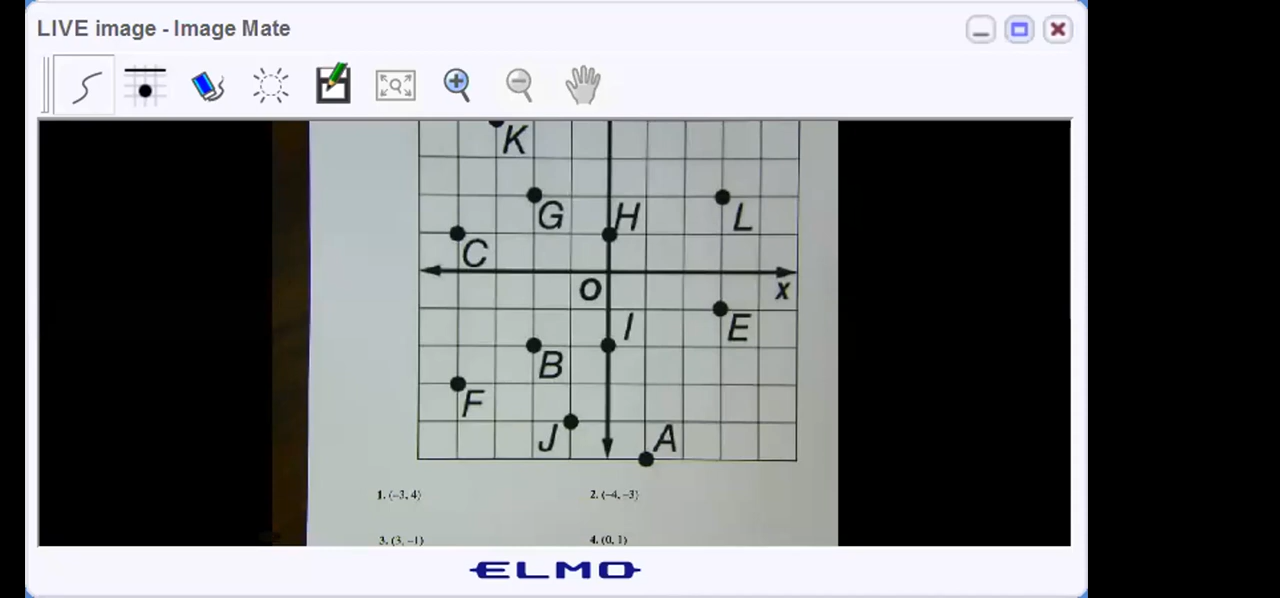 LIVE image - Image Mate
K
G
H
L
C
O
x
I
E
B
F
J
A
1. (–3, 4) 2. (–4, –3)
3. (3, –1) 4. (0, 1)
ELMO